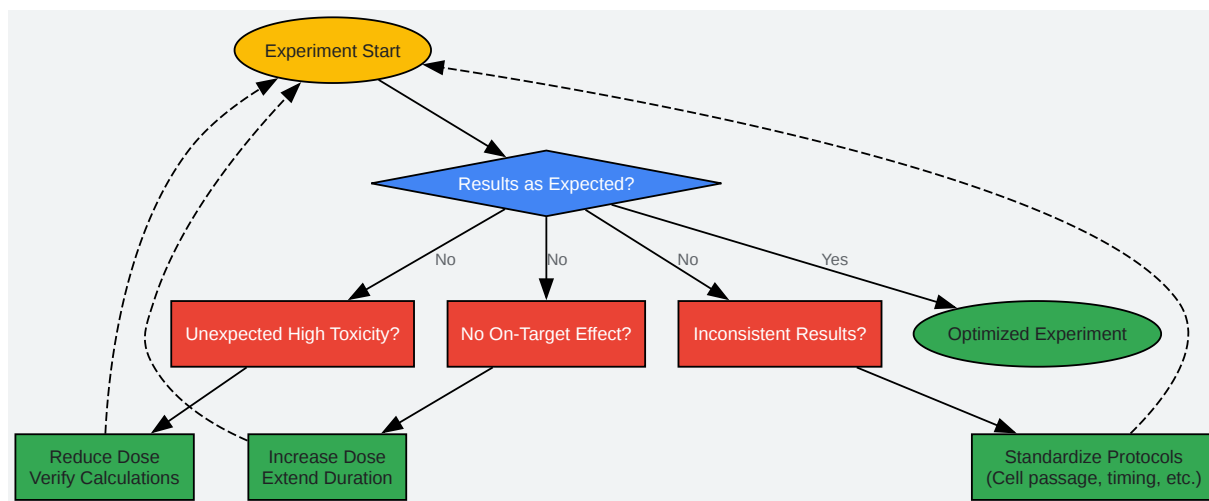 Experiment Start
Results as Expected?
No
No
No
Yes
Unexpected High Toxicity?
No On-Target Effect?
Inconsistent Results?
Optimized Experiment
Reduce Dose
Verify Calculations
Increase Dose
Extend Duration
Standardize Protocols
(Cell passage, timing, etc.)